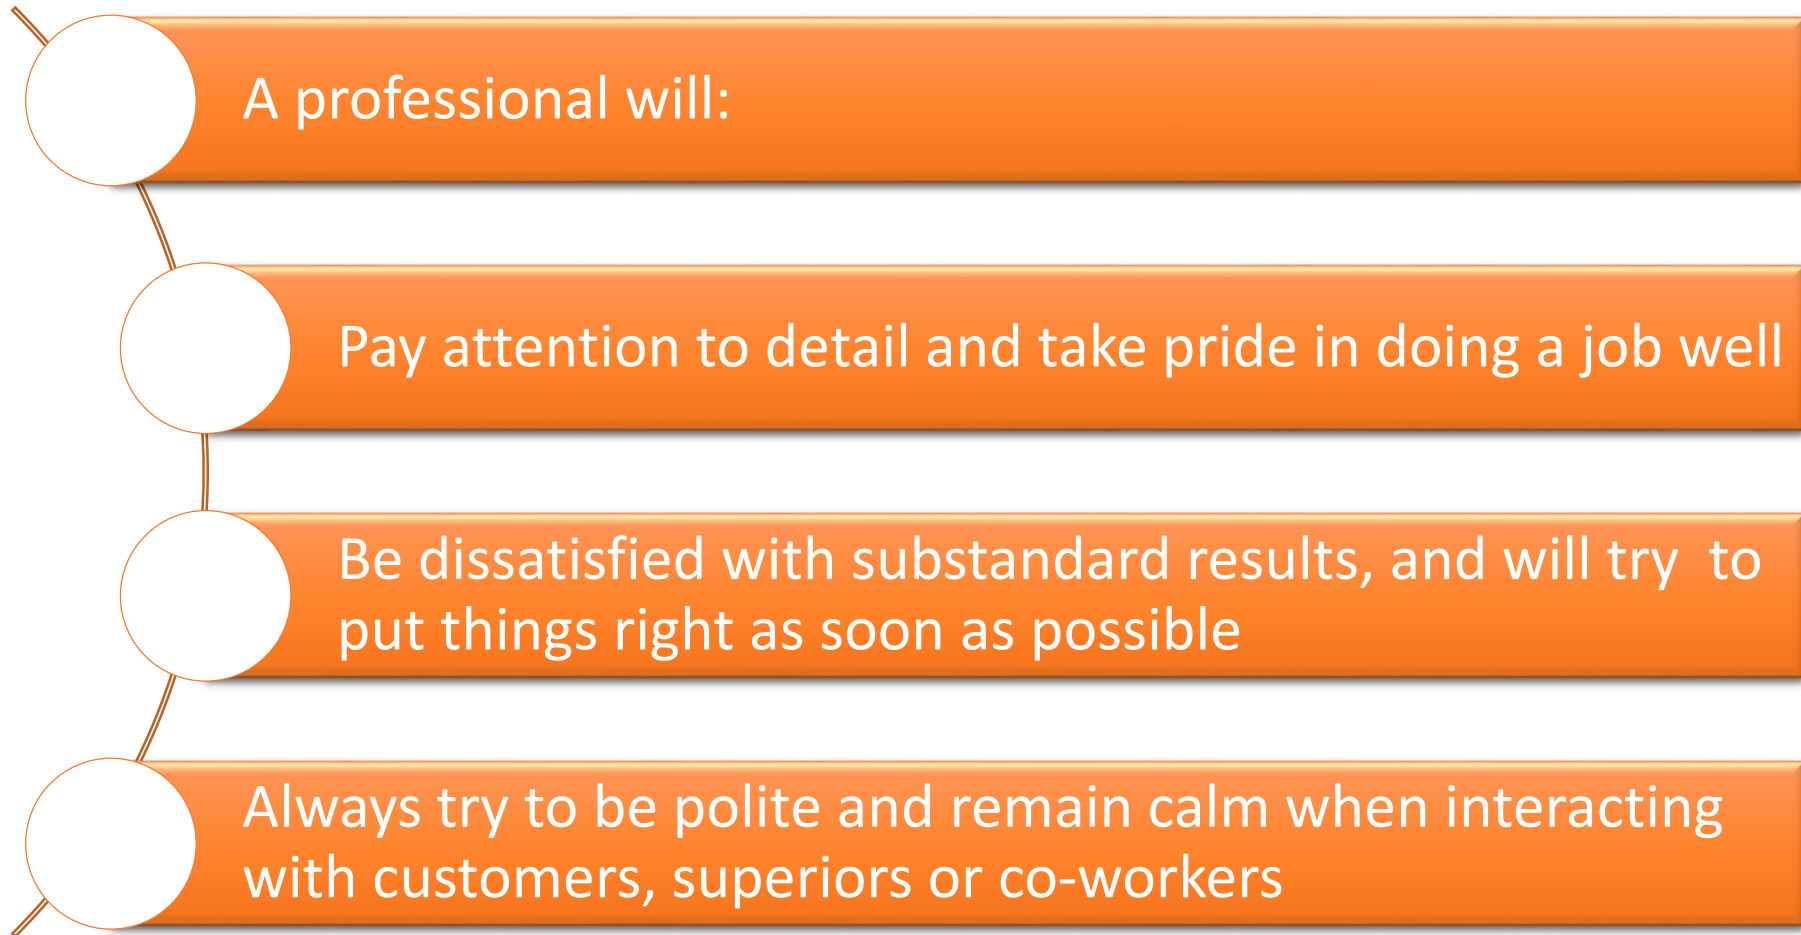 A professional will:
Pay attention to detail and take pride in doing a job well
Be dissatisfied with substandard results, and will try  to
put things right as soon as possible
Always try to be polite and remain calm when interacting
with customers, superiors or co-workers